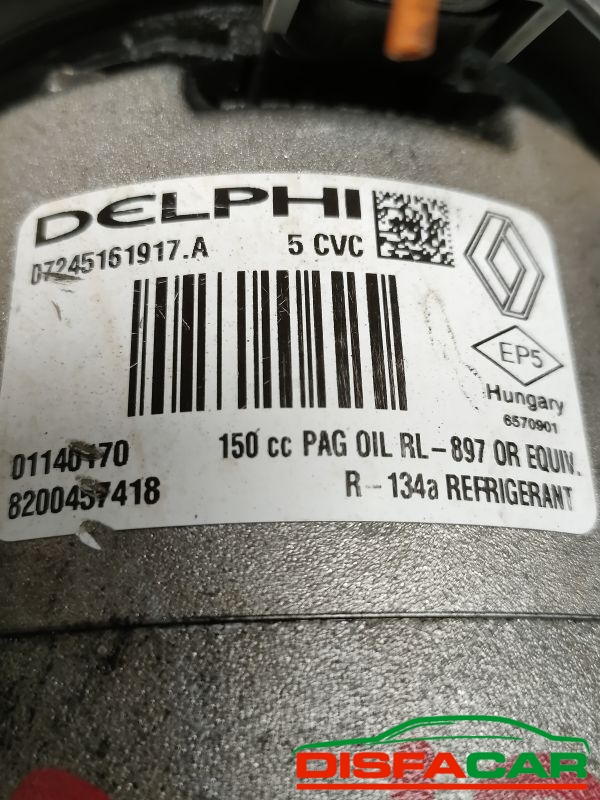 DELPHI
07245161917.A 5 CVC
EP5
Hungary
6570901
01140170 150 cc PAG OIL RL-897 OR EQUIV.
8200457418 R-134a REFRIGERANT
DISFACAR